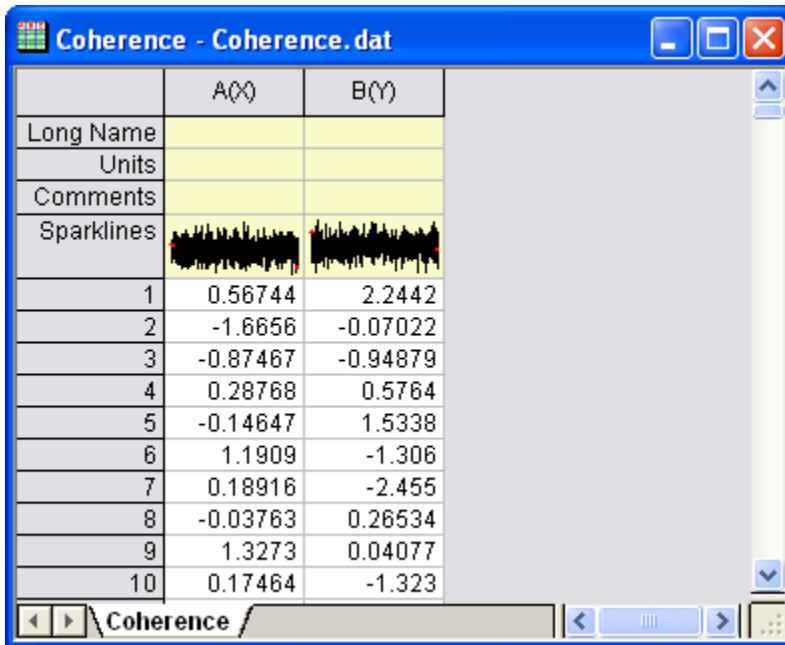 Coherence - Coherence.dat
A(X) B(Y)
Long Name
Units
Comments
Sparklines
1 0.56744 2.2442
2 -1.6656 -0.07022
3 -0.87467 -0.94879
4 0.28768 0.5764
5 -0.14647 1.5338
6 1.1909 -1.306
7 0.18916 -2.455
8 -0.03763 0.26534
9 1.3273 0.04077
10 0.17464 -1.323
Coherence